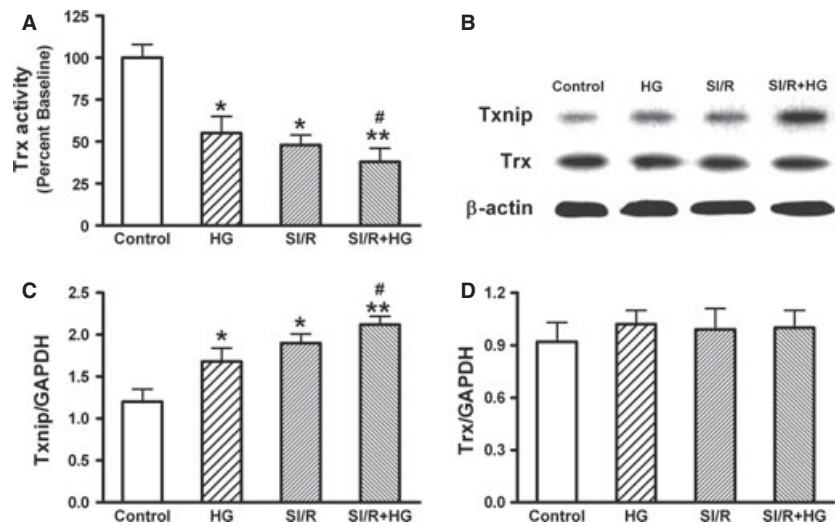 A
Trx activity
(Percent Baseline)
125
100
75
50
25
0
*
*
#
**
Control HG SI/R SI/R+HG
B
Control HG SI/R SI/R+HG
Txnip
Trx
β-actin
C
Txnip/GAPDH
2.5
2.0
1.5
1.0
0.5
0.0
*
*
#
**
Control HG SI/R SI/R+HG
D
Trx/GAPDH
1.2
0.9
0.6
0.3
0.0
Control HG SI/R SI/R+HG